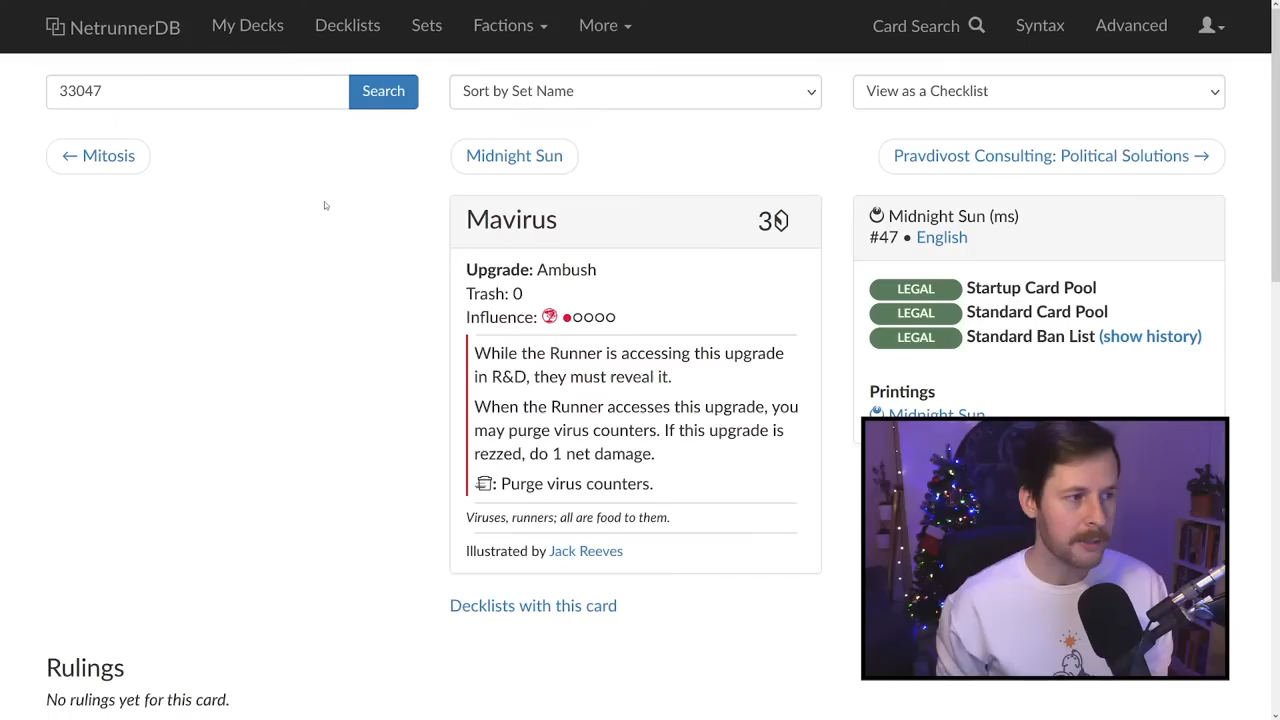 NetrunnerDB My Decks Decklists Sets Factions More Card Search Syntax Advanced
33047 Search Sort by Set Name View as a Checklist
← Mitosis Midnight Sun Pravdivost Consulting: Political Solutions →
Mavirus 3
Upgrade: Ambush
Trash: 0
Influence:
While the Runner is accessing this upgrade
in R&D, they must reveal it.
When the Runner accesses this upgrade, you
may purge virus counters. If this upgrade is
rezzed, do 1 net damage.
: Purge virus counters.
Viruses, runners; all are food to them.
Illustrated by Jack Reeves
Midnight Sun (ms)
#47 • English
LEGAL Startup Card Pool
LEGAL Standard Card Pool
LEGAL Standard Ban List (show history)
Printings
Midnight Sun
Decklists with this card
Rulings
No rulings yet for this card.